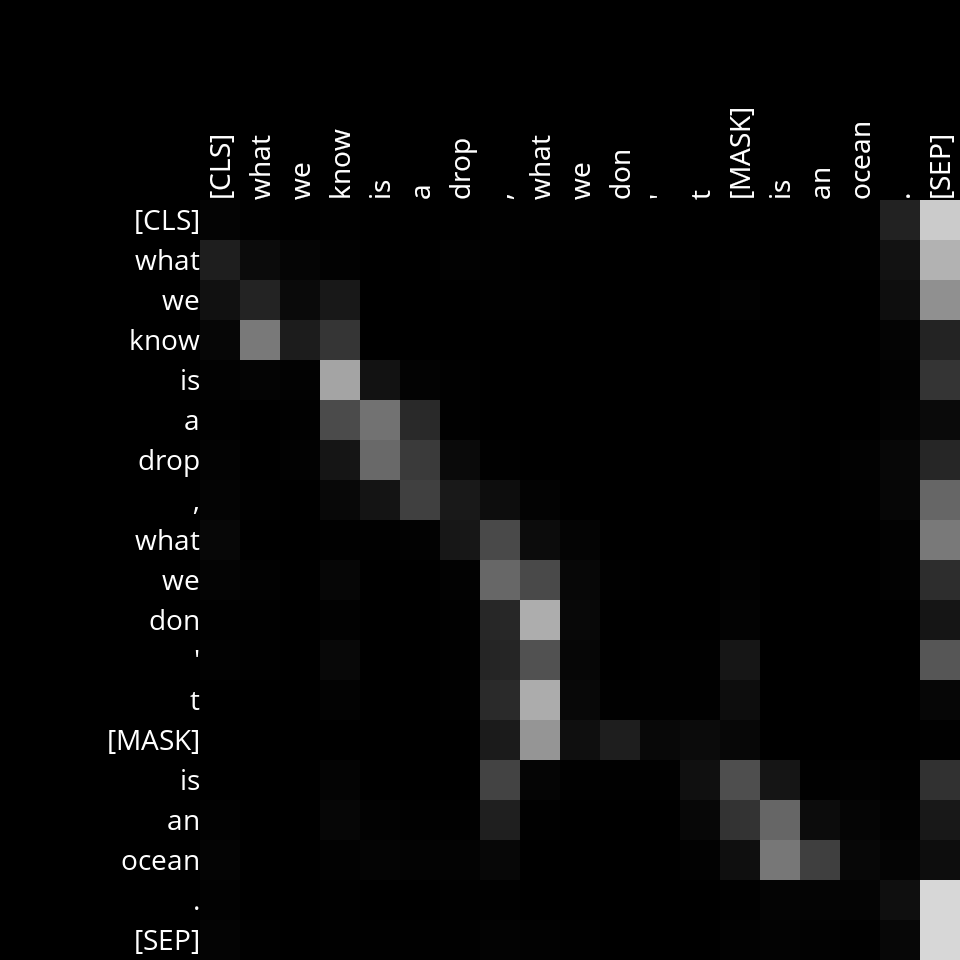 [CLS] what we know is a drop , what we don ' t [MASK] is an ocean . [SEP]
[CLS]
what
we
know
is
a
drop
,
what
we
don
'
t
[MASK]
is
an
ocean
.
[SEP]